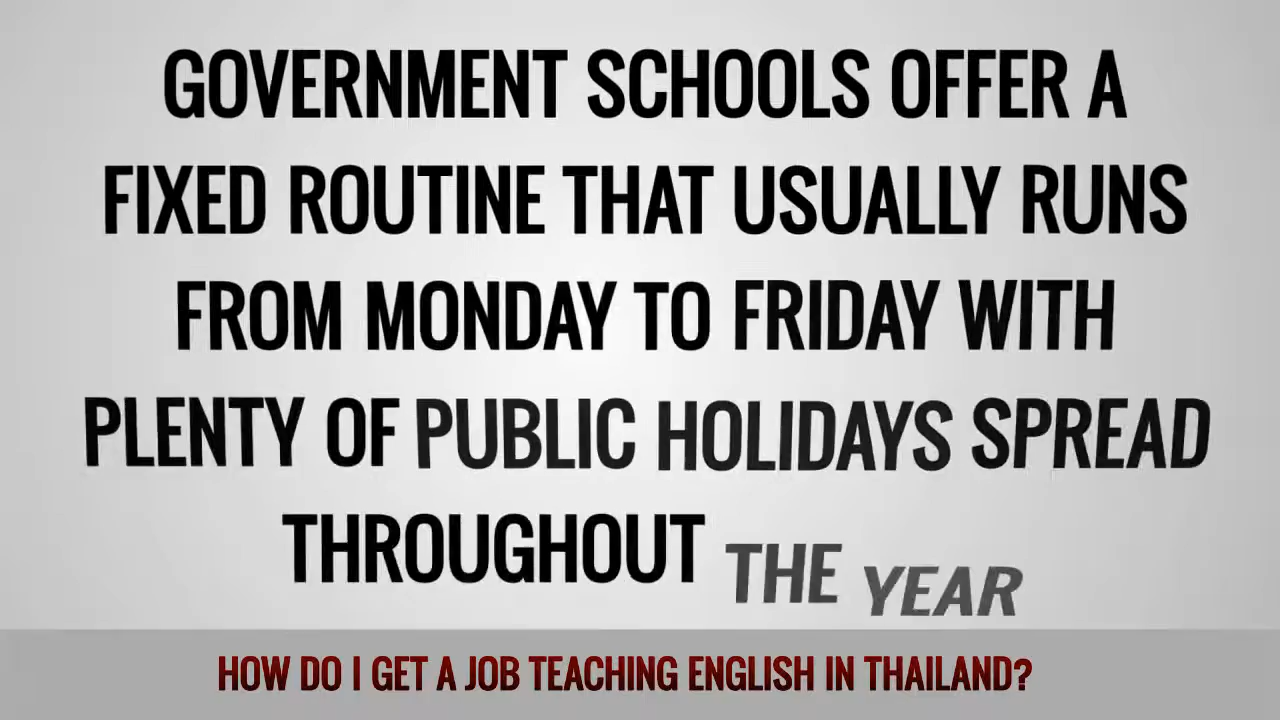 GOVERNMENT SCHOOLS OFFER A
FIXED ROUTINE THAT USUALLY RUNS
FROM MONDAY TO FRIDAY WITH
PLENTY OF PUBLIC HOLIDAYS SPREAD
THROUGHOUT THE YEAR
HOW DO I GET A JOB TEACHING ENGLISH IN THAILAND?